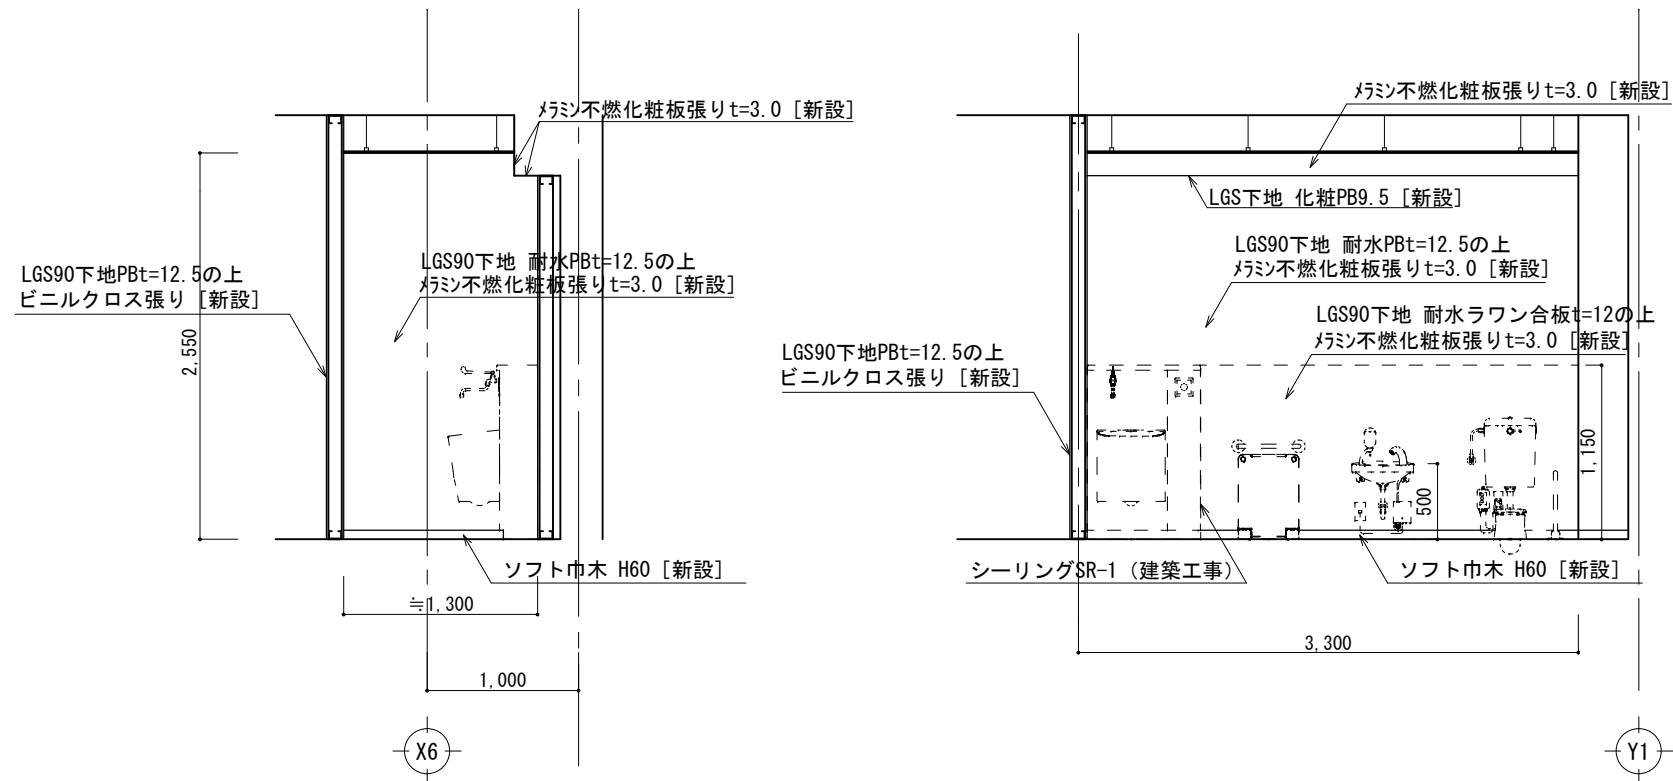 メラミン不燃化粧板張りt=3.0 [新設]
LGS90下地PBt=12.5の上
ビニルクロス張り [新設]
LGS90下地 耐水PBt=12.5の上
メラミン不燃化粧板張りt=3.0 [新設]
2,550
ソフト巾木 H60 [新設]
≒1,300
1,000
X6
メラミン不燃化粧板張りt=3.0 [新設]
LGS下地 化粧PB9.5 [新設]
LGS90下地 耐水PBt=12.5の上
メラミン不燃化粧板張りt=3.0 [新設]
LGS90下地 耐水ラワン合板t=12の上
メラミン不燃化粧板張りt=3.0 [新設]
LGS90下地PBt=12.5の上
ビニルクロス張り [新設]
1,150
500
シーリングSR-1（建築工事）
ソフト巾木 H60 [新設]
3,300
Y1